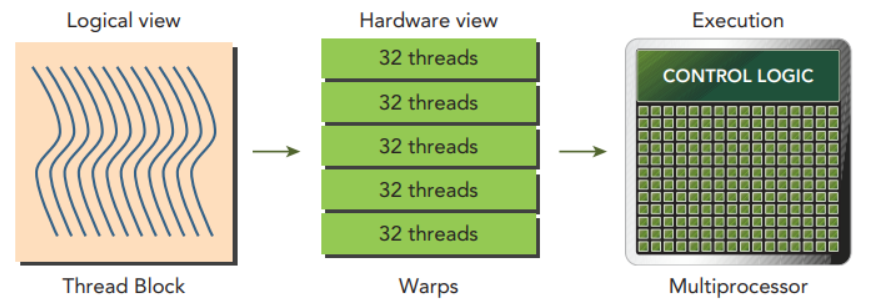 Logical view
Hardware view
Execution
32 threads
32 threads
32 threads
32 threads
32 threads
CONTROL LOGIC
Thread Block
Warps
Multiprocessor